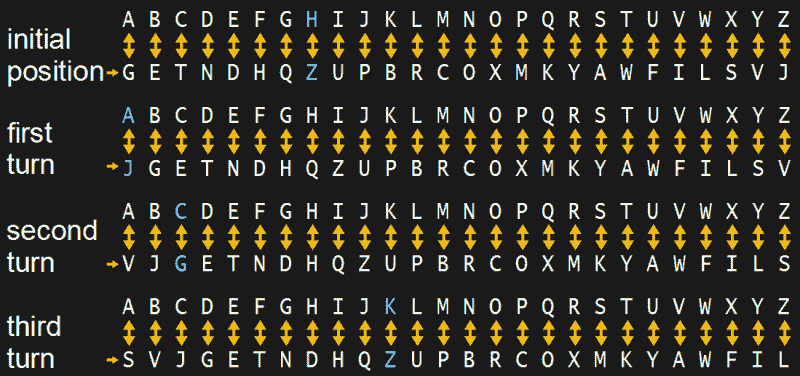 A B C D E F G H I J K L M N O P Q R S T U V W X Y Z
initial
position
G E T N D H Q Z U P B R C O X M K Y A W F I L S V J
A B C D E F G H I J K L M N O P Q R S T U V W X Y Z
first
turn
J G E T N D H Q Z U P B R C O X M K Y A W F I L S V
A B C D E F G H I J K L M N O P Q R S T U V W X Y Z
second
turn
V J G E T N D H Q Z U P B R C O X M K Y A W F I L S
A B C D E F G H I J K L M N O P Q R S T U V W X Y Z
third
turn
S V J G E T N D H Q Z U P B R C O X M K Y A W F I L